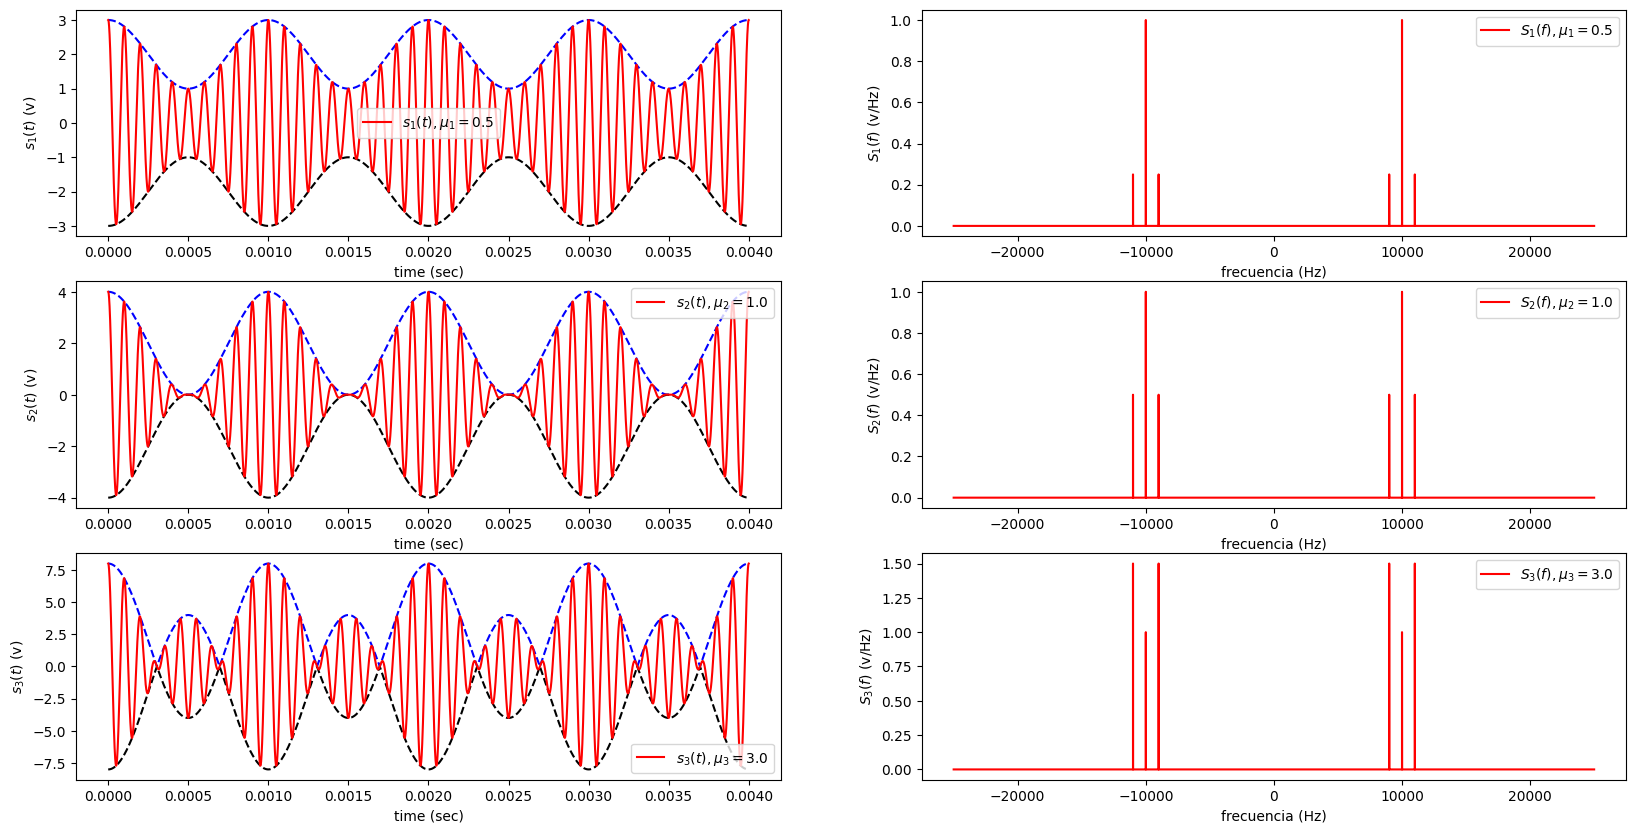 3
2
1
0
−1
−2
−3
s₁(t) (v)
s₁(t), μ₁ = 0.5
0.0000 0.0005 0.0010 0.0015 0.0020 0.0025 0.0030 0.0035 0.0040
time (sec)
1.0
0.8
0.6
0.4
0.2
0.0
S₁(f) (v/Hz)
S₁(f), μ₁ = 0.5
−20000 −10000 0 10000 20000
frecuencia (Hz)
4
2
0
−2
−4
s₂(t) (v)
s₂(t), μ₂ = 1.0
0.0000 0.0005 0.0010 0.0015 0.0020 0.0025 0.0030 0.0035 0.0040
time (sec)
1.0
0.8
0.6
0.4
0.2
0.0
S₂(f) (v/Hz)
S₂(f), μ₂ = 1.0
−20000 −10000 0 10000 20000
frecuencia (Hz)
7.5
5.0
2.5
0.0
−2.5
−5.0
−7.5
s₃(t) (v)
s₃(t), μ₃ = 3.0
0.0000 0.0005 0.0010 0.0015 0.0020 0.0025 0.0030 0.0035 0.0040
time (sec)
1.50
1.25
1.00
0.75
0.50
0.25
0.00
S₃(f) (v/Hz)
S₃(f), μ₃ = 3.0
−20000 −10000 0 10000 20000
frecuencia (Hz)